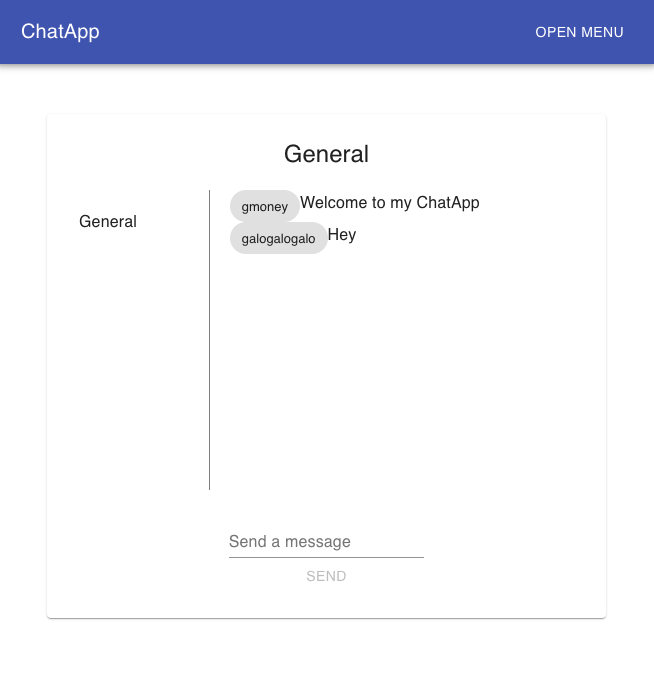 ChatApp OPEN MENU
General
General
gmoney Welcome to my ChatApp
galogalogalo Hey
Send a message
SEND